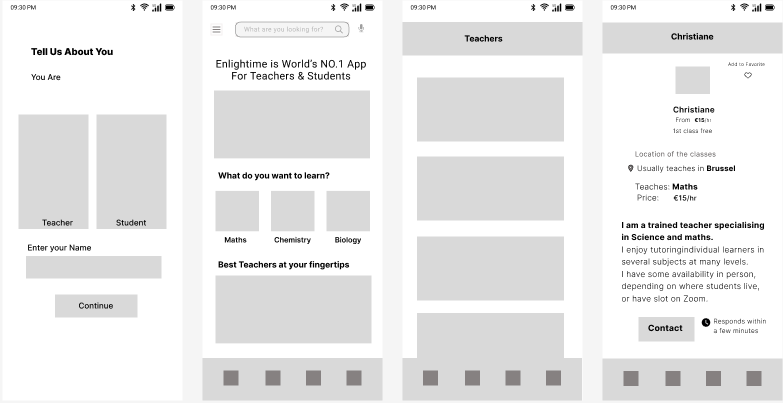 09:30 PM
Tell Us About You
You Are
Teacher
Student
Enter your Name
Continue
09:30 PM
What are you looking for?
Enlightime is World's NO.1 App
For Teachers & Students
What do you want to learn?
Maths
Chemistry
Biology
Best Teachers at your fingertips
09:30 PM
Teachers
09:30 PM
Christiane
Add to Favorite
Christiane
From €15/hr
1st class free
Location of the classes
Usually teaches in Brussel
Teaches: Maths
Price: €15/hr
I am a trained teacher specialising
in Science and maths.
I enjoy tutoringindividual learners in
several subjects at many levels.
I have some availability in person,
depending on where students live,
or have slot on Zoom.
Contact
Responds within
a few minutes